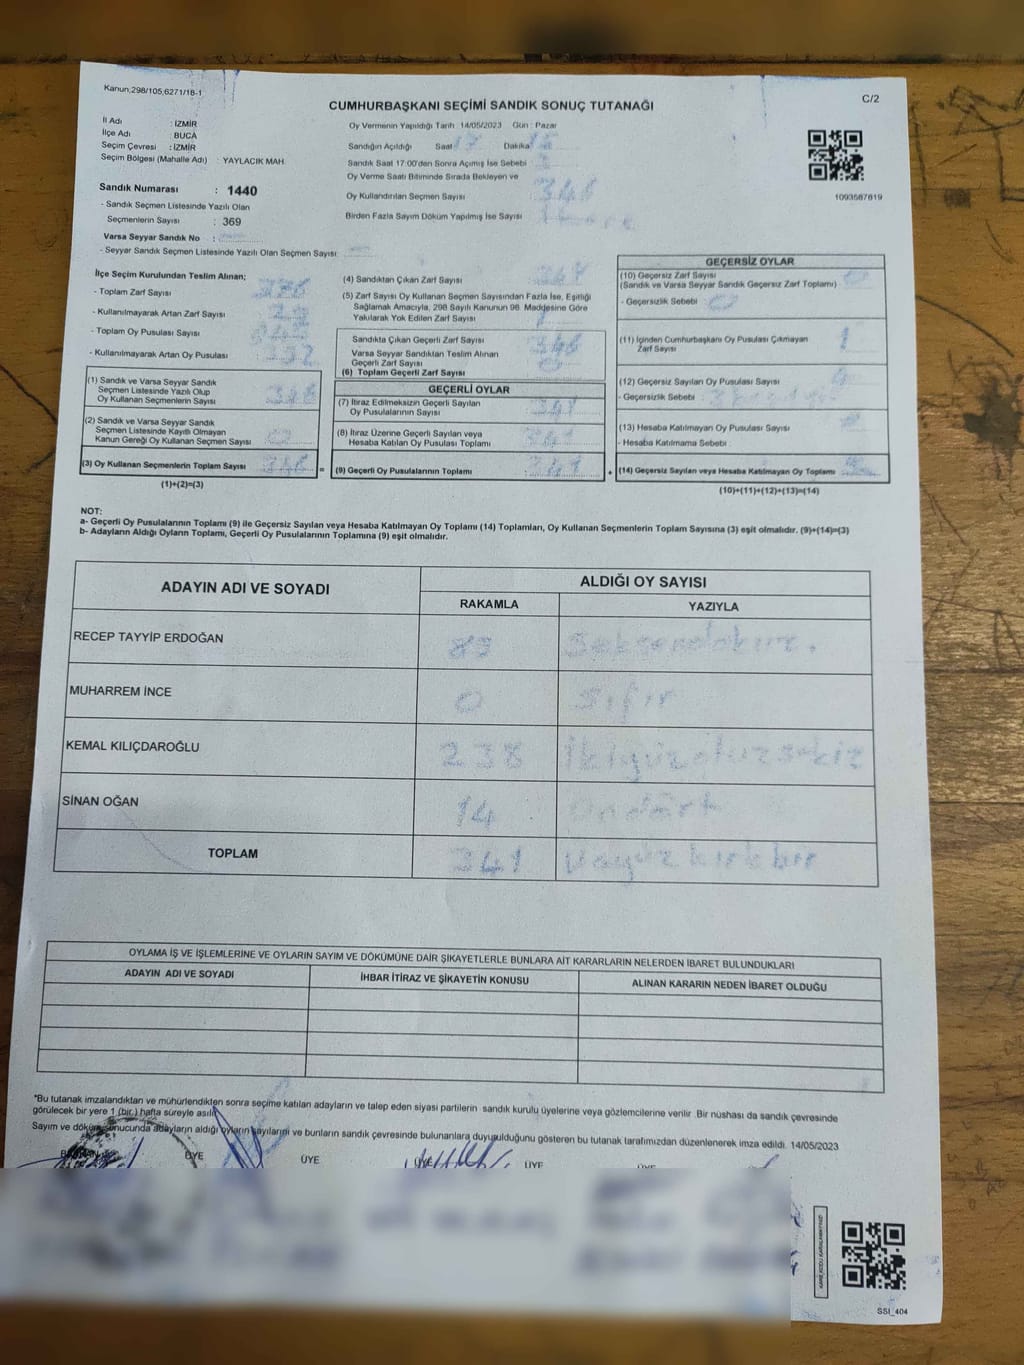 Kanun,298/105,6271/18-1
C/2
CUMHURBAŞKANI SEÇİMİ SANDIK SONUÇ TUTANAĞI
İl Adı : İZMİR
İlçe Adı : BUCA
Seçim Çevresi : İZMİR
Seçim Bölgesi (Mahalle Adı) : YAYLACIK MAH.
Sandık Numarası : 1440
- Sandık Seçmen Listesinde Yazılı Olan
Seçmenlerin Sayısı : 369
Varsa Seyyar Sandık No :
- Seyyar Sandık Seçmen Listesinde Yazılı Olan Seçmen Sayısı:
Oy Vermenin Yapıldığı Tarih :14/05/2023 Gün : Pazar
Sandığın Açıldığı Saat 17 Dakika
Sandık Saat 17:00'den Sonra Açımış İse Sebebi
Oy Verme Saati Bitiminde Sırada Bekleyen ve
Oy Kullandırılan Seçmen Sayısı
Birden Fazla Sayım Döküm Yapılmış İse Sayısı
1093587819
İlçe Seçim Kurulundan Teslim Alınan;
- Toplam Zarf Sayısı
- Kullanılmayarak Artan Zarf Sayısı
- Toplam Oy Pusulası Sayısı
- Kullanılmayarak Artan Oy Pusulası
(1) Sandık ve Varsa Seyyar Sandık
Seçmen Listesinde Yazılı Olup
Oy Kullanan Seçmenlerin Sayısı
(2) Sandık ve Varsa Seyyar Sandık
Seçmen Listesinde Kayıtlı Olmayan
Kanun Gereği Oy Kullanan Seçmen Sayısı 0
(3) Oy Kullanan Seçmenlerin Toplam Sayısı 346 =
(1)+(2)=(3)
(4) Sandıktan Çıkan Zarf Sayısı
(5) Zarf Sayısı Oy Kullanan Seçmen Sayısından Fazla İse, Eşitliği
Sağlamak Amacıyla, 298 Sayılı Kanunun 98. Maddesine Göre
Yakılarak Yok Edilen Zarf Sayısı 1
Sandıkta Çıkan Geçerli Zarf Sayısı 346
Varsa Seyyar Sandıktan Teslim Alınan
Geçerli Zarf Sayısı 0
(6) Toplam Geçerli Zarf Sayısı
GEÇERLİ OYLAR
(7) İtiraz Edilmeksizin Geçerli Sayılan
Oy Pusulalarının Sayısı 341
(8) İtiraz Üzerine Geçerli Sayılan veya
Hesaba Katılan Oy Pusulası Toplamı 341
(9) Geçerli Oy Pusulalarının Toplamı 341 +
GEÇERSİZ OYLAR
(10) Geçersiz Zarf Sayısı 0
(Sandık ve Varsa Seyyar Sandık Geçersiz Zarf Toplamı)
- Geçersizlik Sebebi : 0
(11) İçinden Cumhurbaşkanı Oy Pusulası Çıkmayan
Zarf Sayısı 1
(12) Geçersiz Sayılan Oy Pusulası Sayısı
- Geçersizlik Sebebi :
(13) Hesaba Katılmayan Oy Pusulası Sayısı
- Hesaba Katılmama Sebebi :
(14) Geçersiz Sayılan veya Hesaba Katılmayan Oy Toplamı
(10)+(11)+(12)+(13)=(14)
NOT:
a- Geçerli Oy Pusulalarının Toplamı (9) ile Geçersiz Sayılan veya Hesaba Katılmayan Oy Toplamı (14) Toplamları, Oy Kullanan Seçmenlerin Toplam Sayısına (3) eşit olmalıdır. (9)+(14)=(3)
b- Adayların Aldığı Oyların Toplamı, Geçerli Oy Pusulalarının Toplamına (9) eşit olmalıdır.
ADAYIN ADI VE SOYADI ALDIĞI OY SAYISI
RAKAMLA YAZIYLA
RECEP TAYYİP ERDOĞAN 89 Seksendokuz.
MUHARREM İNCE 0 Sıfır
KEMAL KILIÇDAROĞLU 238 İkiyüzotuzsekiz
SİNAN OĞAN 14 Ondört
TOPLAM 341 Üçyüz kırk bir
OYLAMA İŞ VE İŞLEMLERİNE VE OYLARIN SAYIM VE DÖKÜMÜNE DAİR ŞİKAYETLERLE BUNLARA AİT KARARLARIN NELERDEN İBARET BULUNDUKLARI
ADAYIN ADI VE SOYADI İHBAR İTİRAZ VE ŞİKAYETİN KONUSU ALINAN KARARIN NEDEN İBARET OLDUĞU
*Bu tutanak imzalandıktan ve mühürlendikten sonra seçime katılan adayların ve talep eden siyasi partilerin sandık kurulu üyelerine veya gözlemcilerine verilir. Bir nüshası da sandık çevresinde
görülecek bir yere 1 (bir) hafta süreyle asılır.
Sayım ve döküm sonucunda adayların aldığı oyların sayılarını ve bunların sandık çevresinde bulunanlara duyurulduğunu gösteren bu tutanak tarafımızdan düzenlenerek imza edildi. 14/05/2023
BAŞKAN ÜYE ÜYE ÜYE ÜYE ÜYE
SSI_404